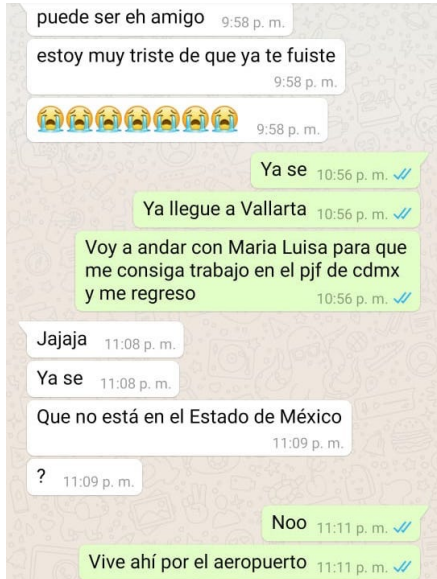 puede ser eh amigo 9:58 p. m.
estoy muy triste de que ya te fuiste
9:58 p. m.
😭😭😭😭😭😭😭 9:58 p. m.
Ya se 10:56 p. m.
Ya llegue a Vallarta 10:56 p. m.
Voy a andar con Maria Luisa para que
me consiga trabajo en el pjf de cdmx
y me regreso 10:56 p. m.
Jajaja 11:08 p. m.
Ya se 11:08 p. m.
Que no está en el Estado de México
11:09 p. m.
? 11:09 p. m.
Noo 11:11 p. m.
Vive ahí por el aeropuerto 11:11 p. m.